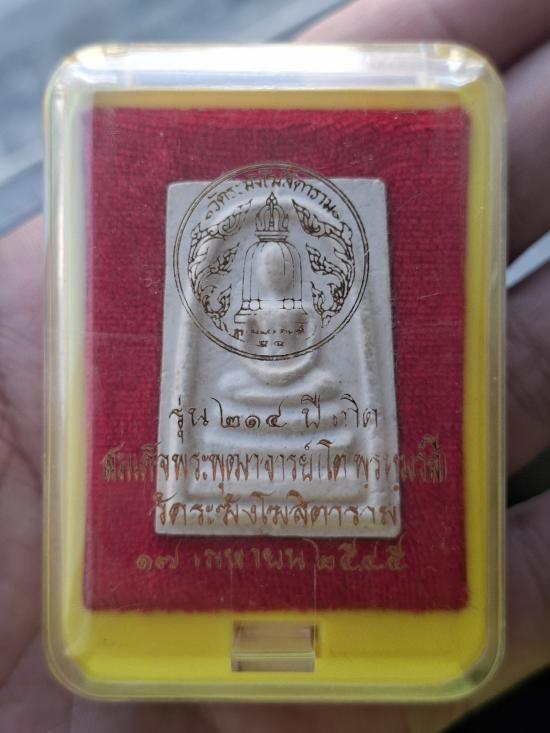 วัดระฆังโฆสิตาราม
รุ่น ๒๑๔ ปี เกิด
สมเด็จพระพุฒาจารย์(โต พรหมรังสี)
วัดระฆังโฆสิตาราม
๑๗ เมษายน ๒๕๔๕